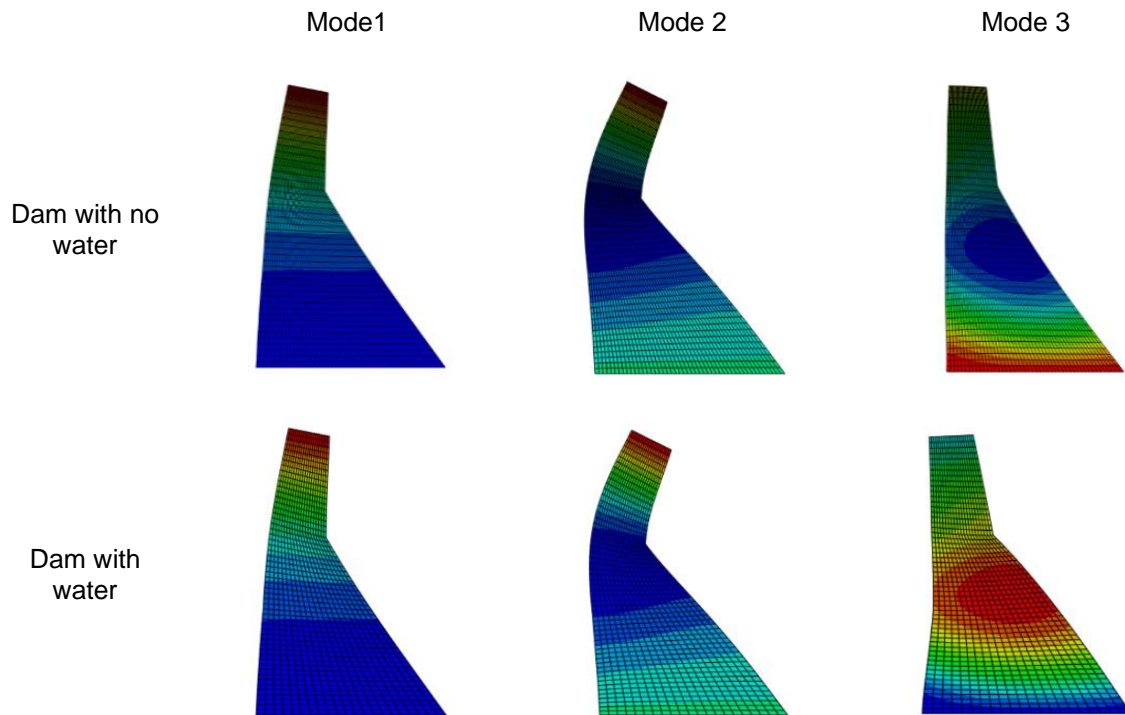 Mode1
Mode 2
Mode 3
Dam with no
water
Dam with
water